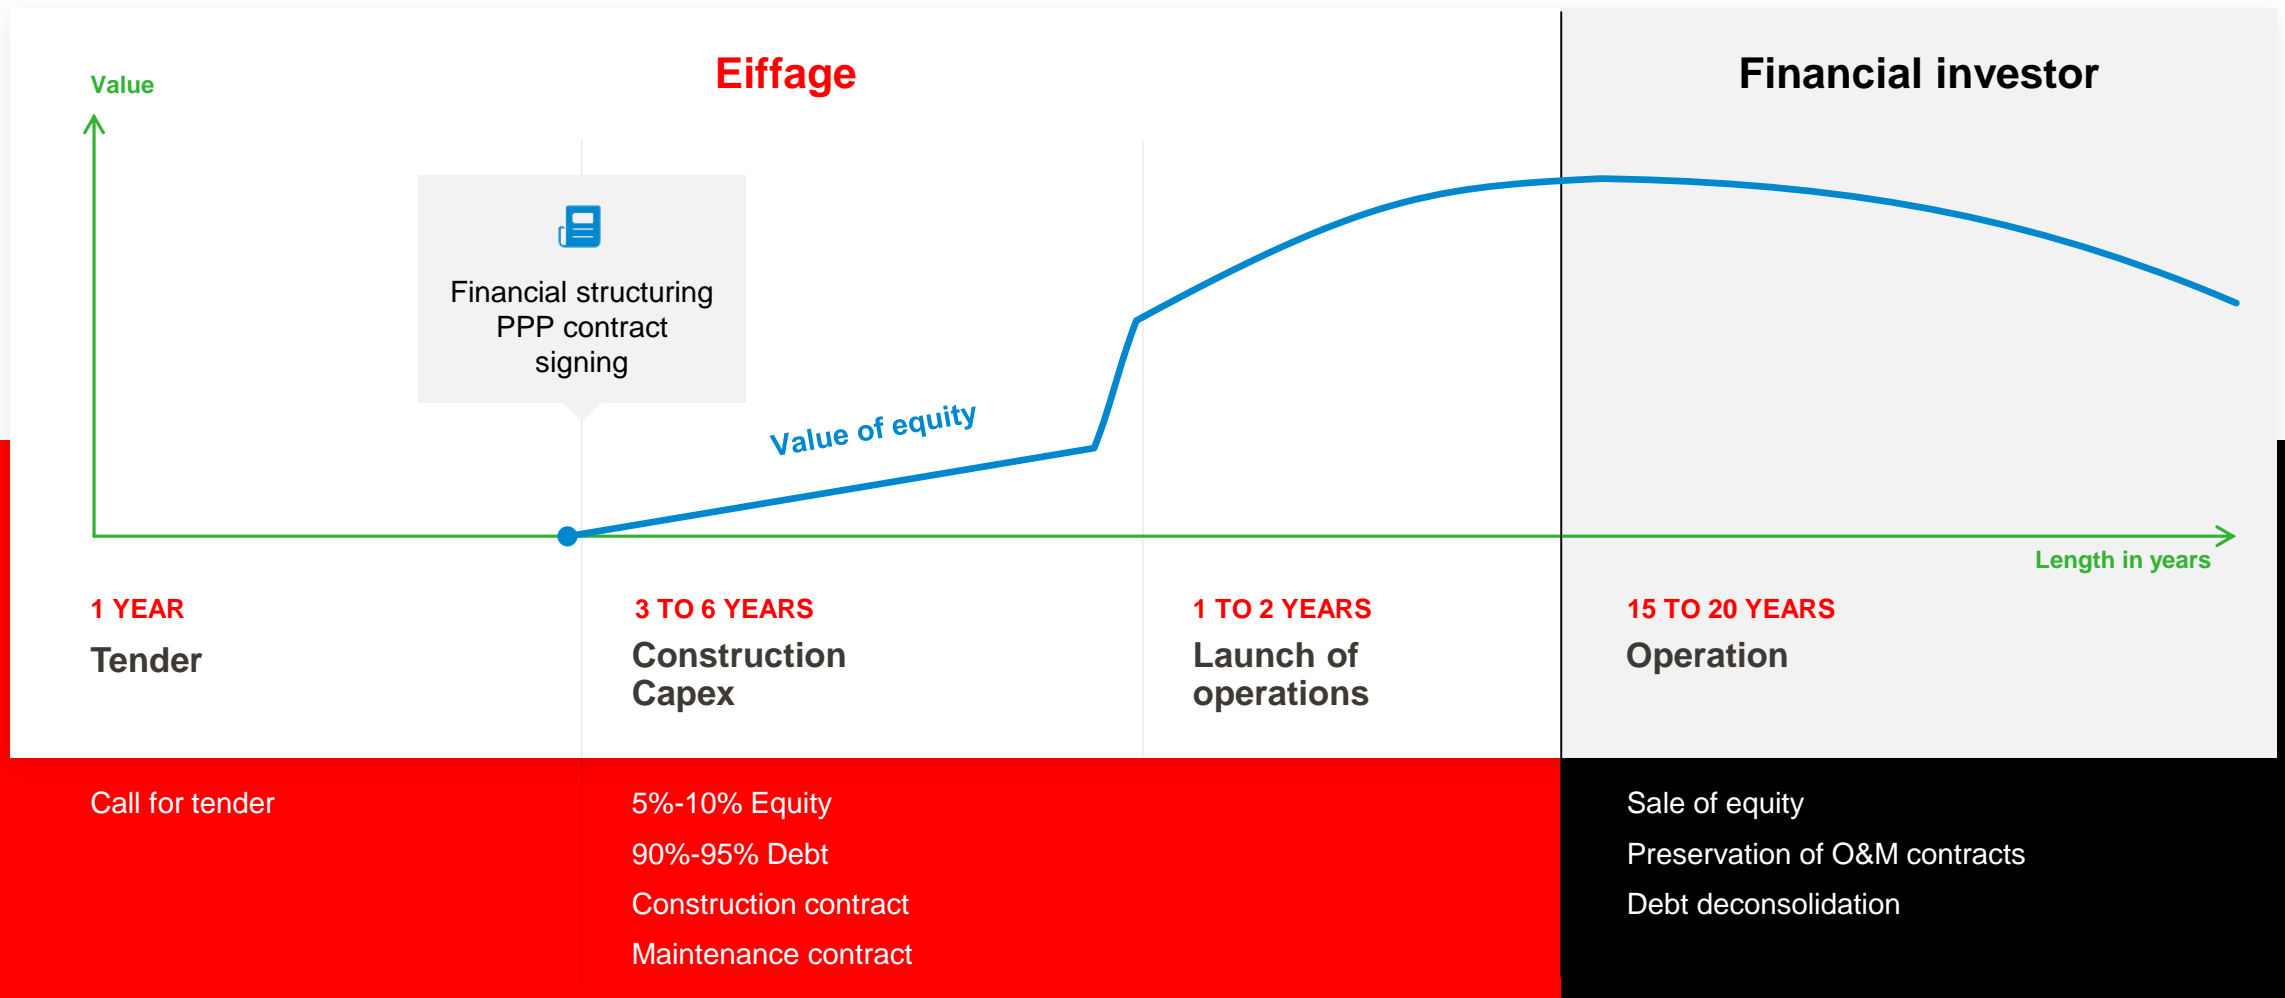 Eiffage
Financial investor
Value
Financial structuring
PPP contract
signing
Value of equity
Length in years
1 YEAR
Tender
3 TO 6 YEARS
Construction
Capex
1 TO 2 YEARS
Launch of
operations
15 TO 20 YEARS
Operation
Call for tender
5%-10% Equity
90%-95% Debt
Construction contract
Maintenance contract
Sale of equity
Preservation of O&M contracts
Debt deconsolidation